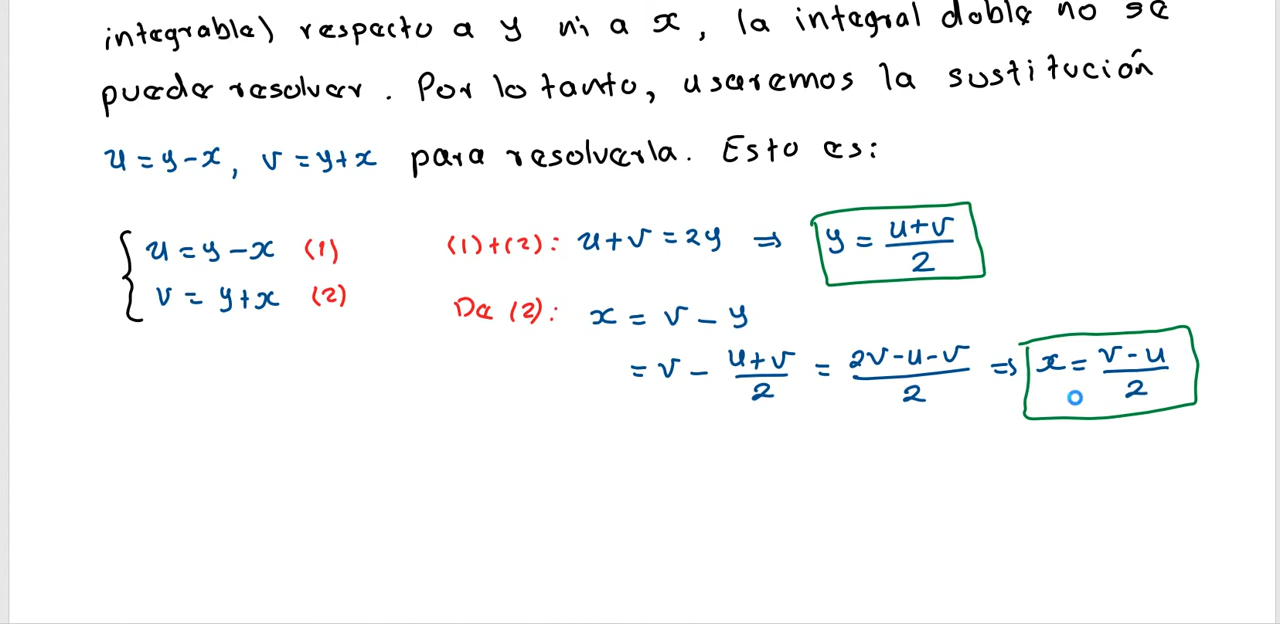 integrable) respecto a y ni a x, la integral doble no se
puede resolver. Por lo tanto, usaremos la sustitución
u = y - x, v = y + x para resolverla. Esto es:
u = y - x (1) (1)+(2): u + v = 2y ⇒ y = (u+v)/2
v = y + x (2) De (2): x = v - y
= v - (u+v)/2 = (2v-u-v)/2 ⇒ x = (v-u)/2